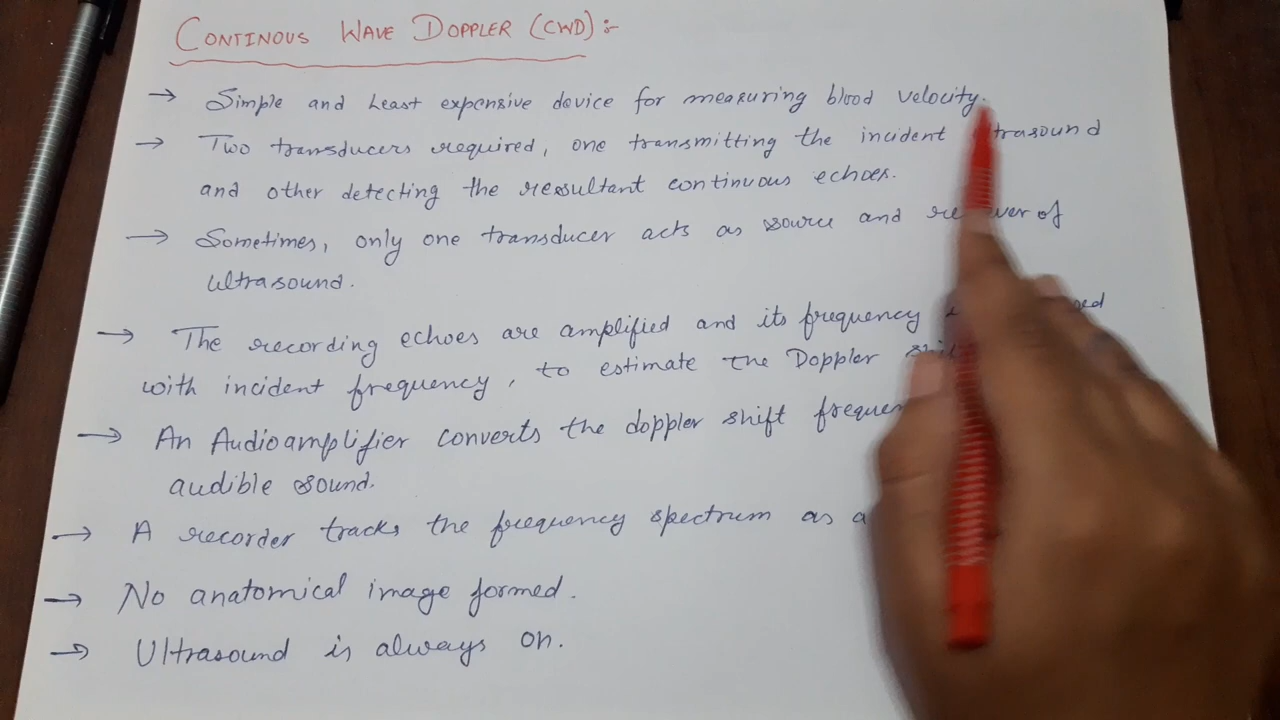 CONTINOUS WAVE DOPPLER (CWD):-
→ Simple and Least expensive device for measuring blood velocity.
→ Two transducers required, one transmitting the incident trasound
and other detecting the resultant continuous echoes.
→ Sometimes, only one transducer acts as source and of
ultrasound.
→ The recording echoes are amplified and its frequency
with incident frequency, to estimate the Doppler
→ An Audioamplifier converts the doppler shift
audible sound.
→ A recorder tracks the frequency spectrum as a
→ No anatomical image formed.
→ Ultrasound is always on.